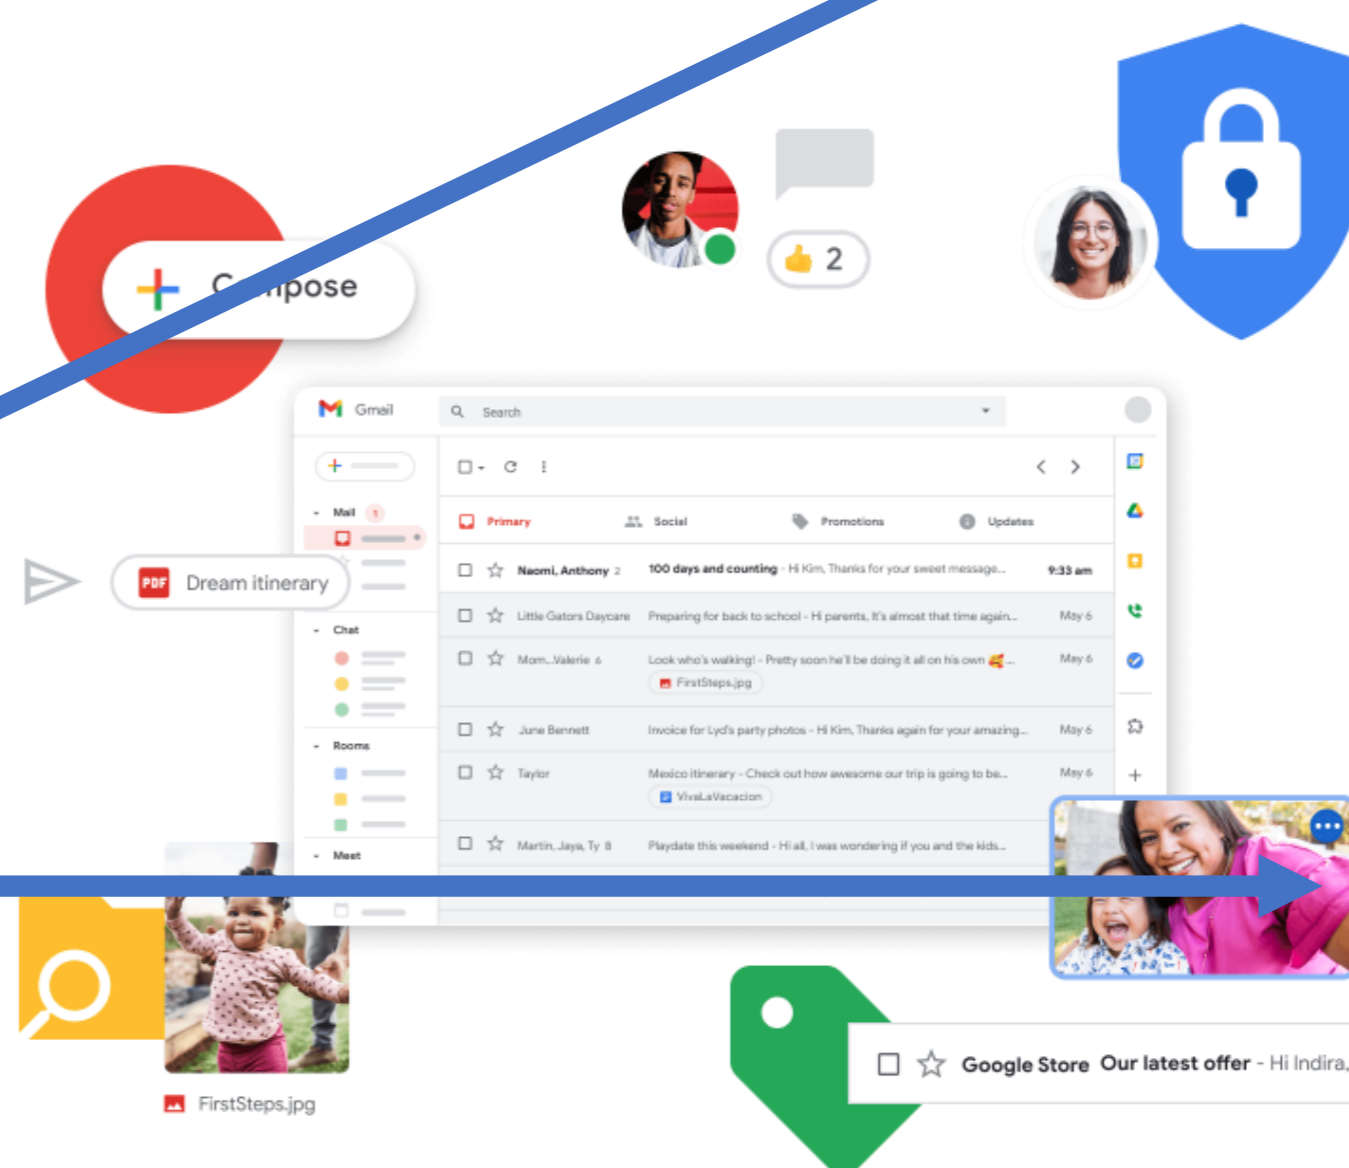 Compose
2
Gmail
Search
Mail 1
Primary Social Promotions Updates
Naomi, Anthony 2 100 days and counting - Hi Kim, Thanks for your sweet message... 9:33 am
PDF Dream itinerary
Little Gators Daycare Preparing for back to school - Hi parents, It's almost that time again... May 6
Chat
Mom...Valerie 6 Look who's walking! - Pretty soon he'll be doing it all on his own 🥰 ... May 6
FirstSteps.jpg
June Bennett Invoice for Lyd's party photos - Hi Kim, Thanks again for your amazing... May 6
Rooms
Taylor Mexico itinerary - Check out how awesome our trip is going to be... May 6
VivaLaVacacion
Martin, Jaya, Ty 8 Playdate this weekend - Hi all, I was wondering if you and the kids...
Meet
Google Store Our latest offer - Hi Indira,
FirstSteps.jpg